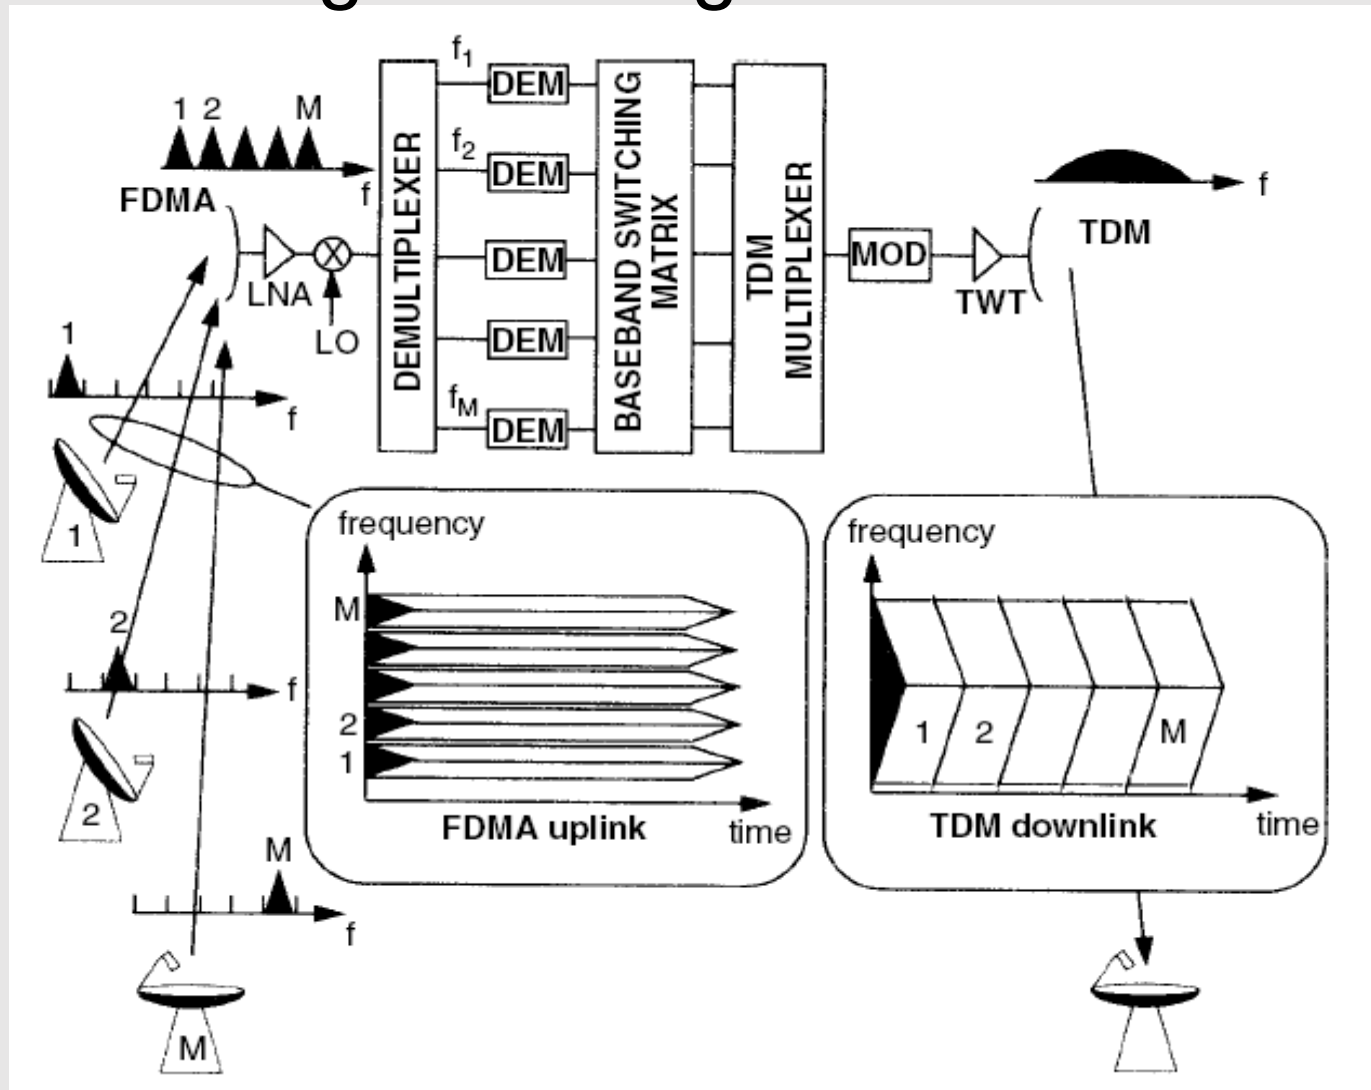 f1
DEM
1 2 M
f2
DEM
f
FDMA
DEMULTIPLEXER
BASEBAND SWITCHING
MATRIX
TDM
MULTIPLEXER
f
TDM
DEM
MOD
LNA
TWT
LO
DEM
1
f
fM
DEM
1
frequency
M
2
1
FDMA uplink
time
frequency
1 2 M
TDM downlink
time
2
f
2
M
f
M